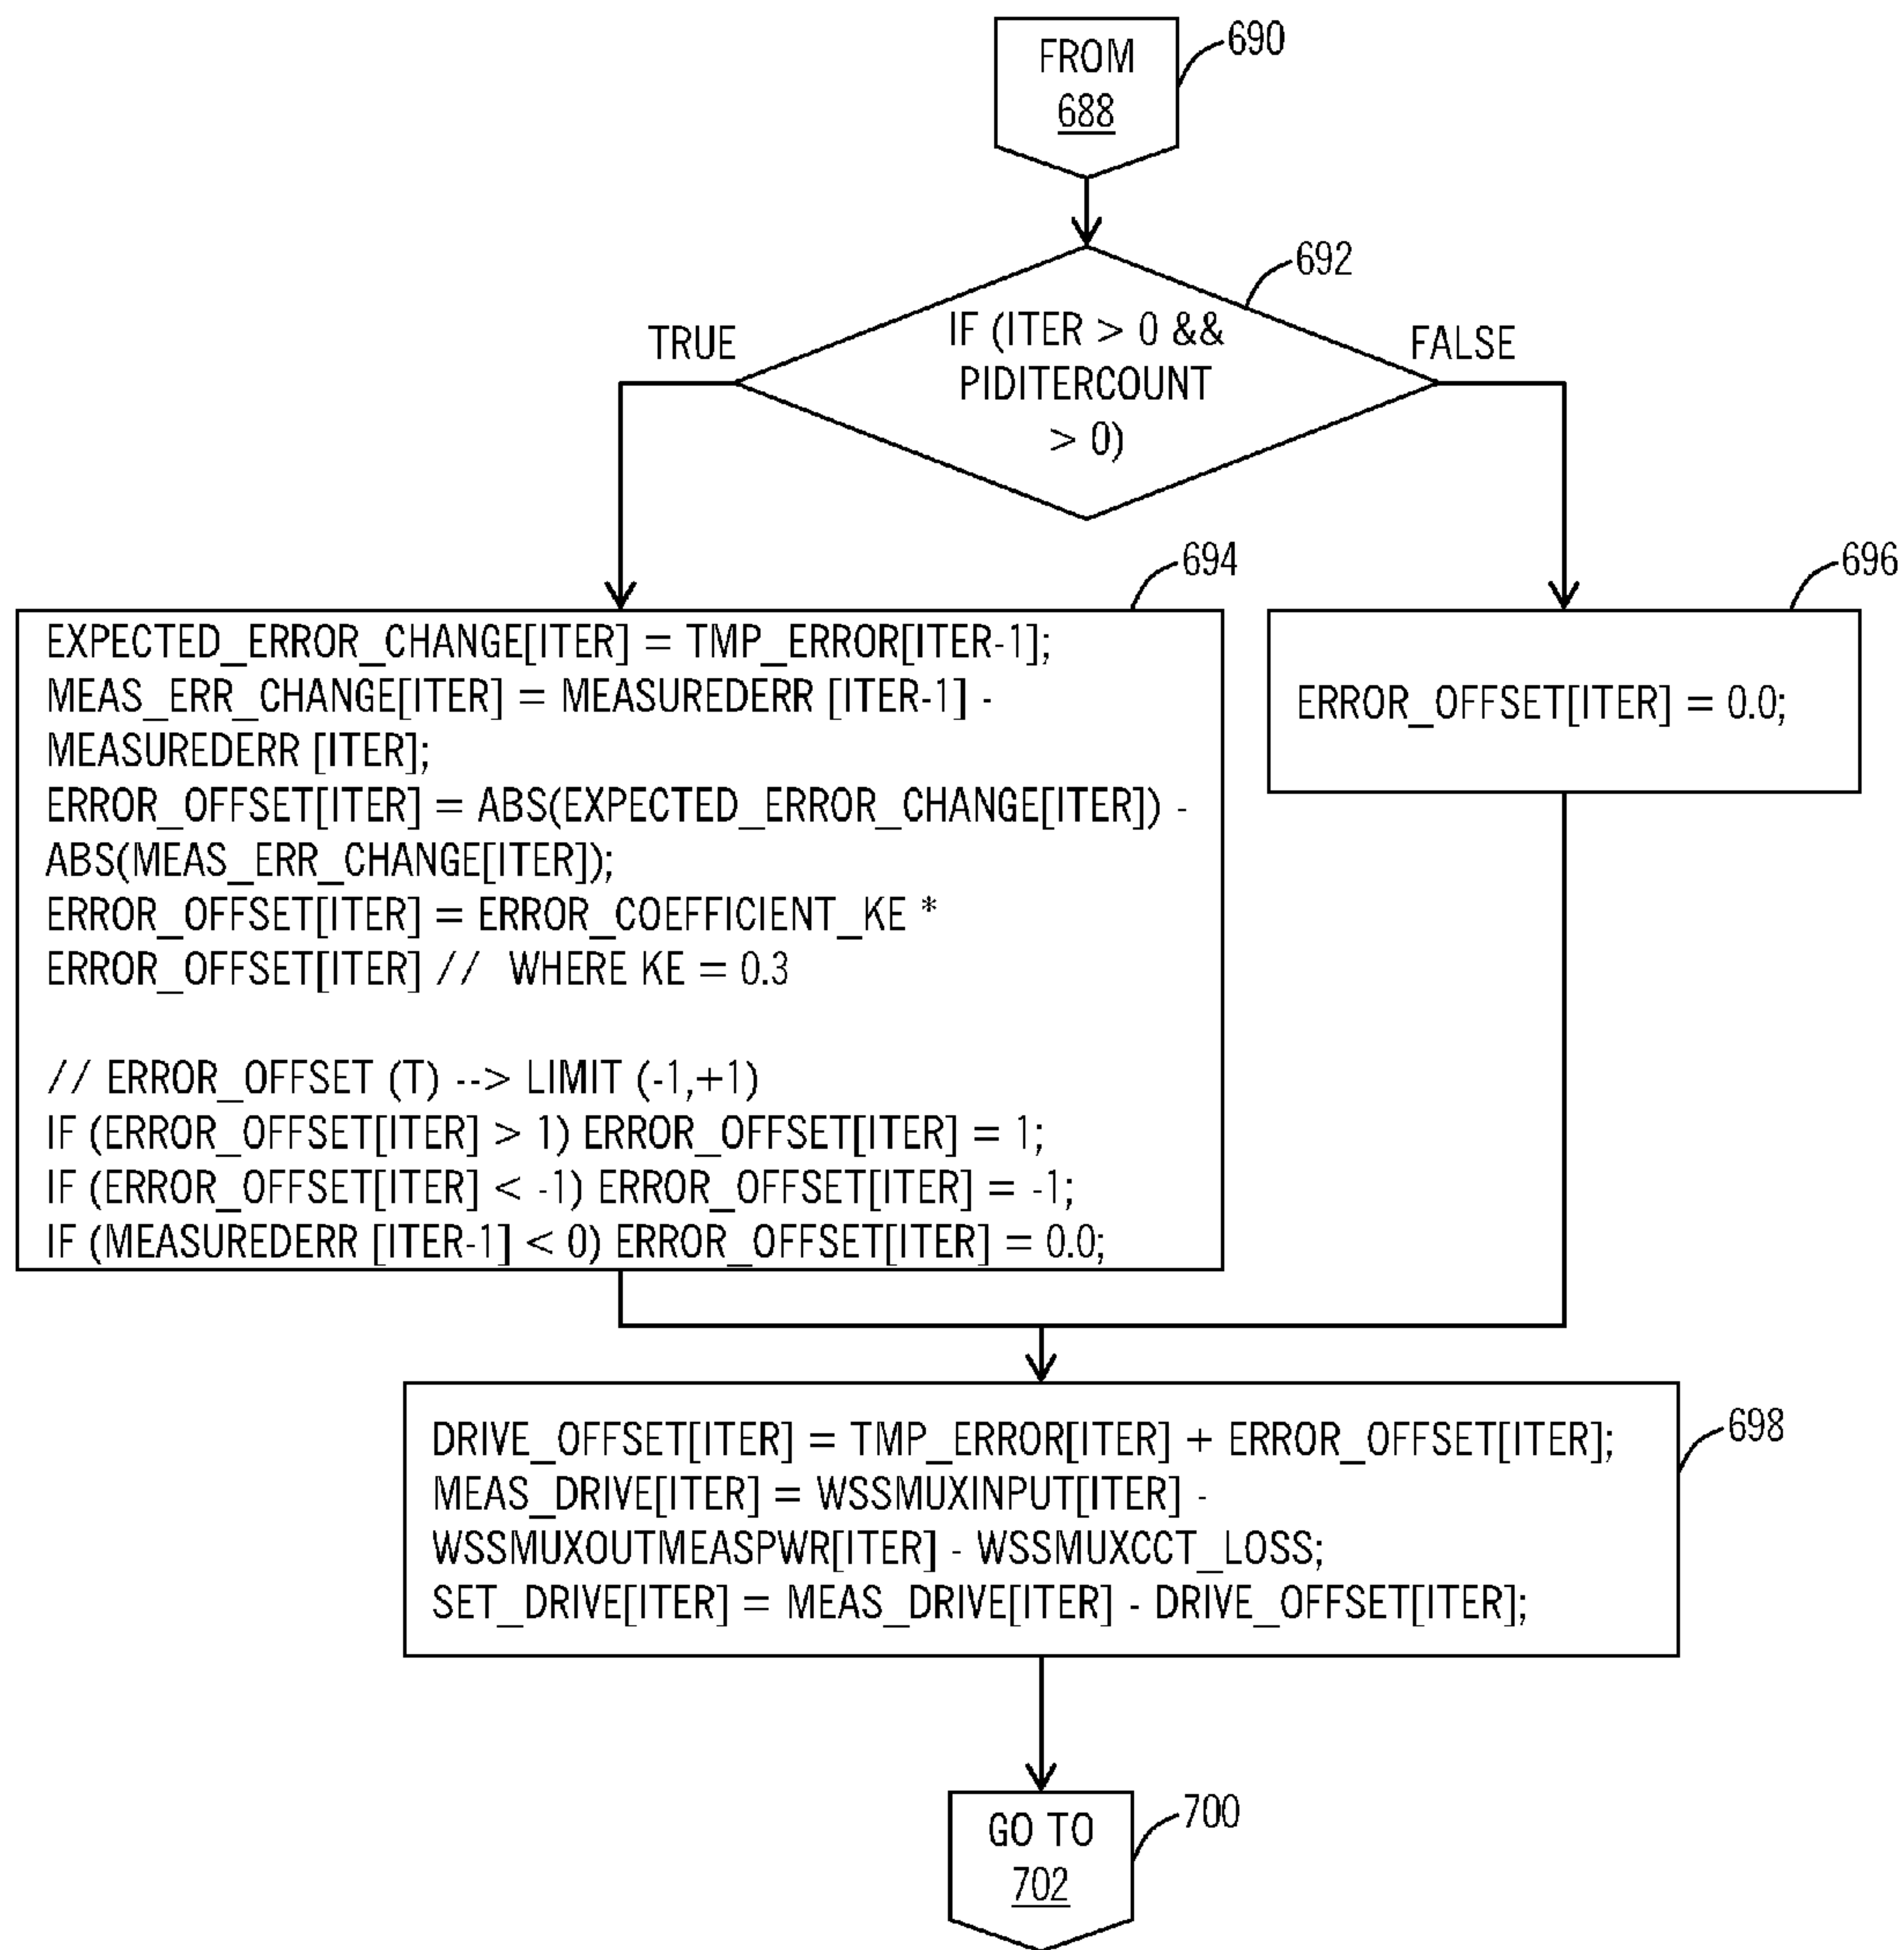 FROM
688
690
692
IF (ITER > 0 &&
PIDITERCOUNT
> 0)
TRUE
FALSE
694
EXPECTED_ERROR_CHANGE[ITER] = TMP_ERROR[ITER-1];
MEAS_ERR_CHANGE[ITER] = MEASUREDERR [ITER-1] -
MEASUREDERR [ITER];
ERROR_OFFSET[ITER] = ABS(EXPECTED_ERROR_CHANGE[ITER]) -
ABS(MEAS_ERR_CHANGE[ITER]);
ERROR_OFFSET[ITER] = ERROR_COEFFICIENT_KE *
ERROR_OFFSET[ITER] // WHERE KE = 0.3
// ERROR_OFFSET (T) --> LIMIT (-1,+1)
IF (ERROR_OFFSET[ITER] > 1) ERROR_OFFSET[ITER] = 1;
IF (ERROR_OFFSET[ITER] < -1) ERROR_OFFSET[ITER] = -1;
IF (MEASUREDERR [ITER-1] < 0) ERROR_OFFSET[ITER] = 0.0;
696
ERROR_OFFSET[ITER] = 0.0;
698
DRIVE_OFFSET[ITER] = TMP_ERROR[ITER] + ERROR_OFFSET[ITER];
MEAS_DRIVE[ITER] = WSSMUXINPUT[ITER] -
WSSMUXOUTMEASPWR[ITER] - WSSMUXCCT_LOSS;
SET_DRIVE[ITER] = MEAS_DRIVE[ITER] - DRIVE_OFFSET[ITER];
GO TO
702
700